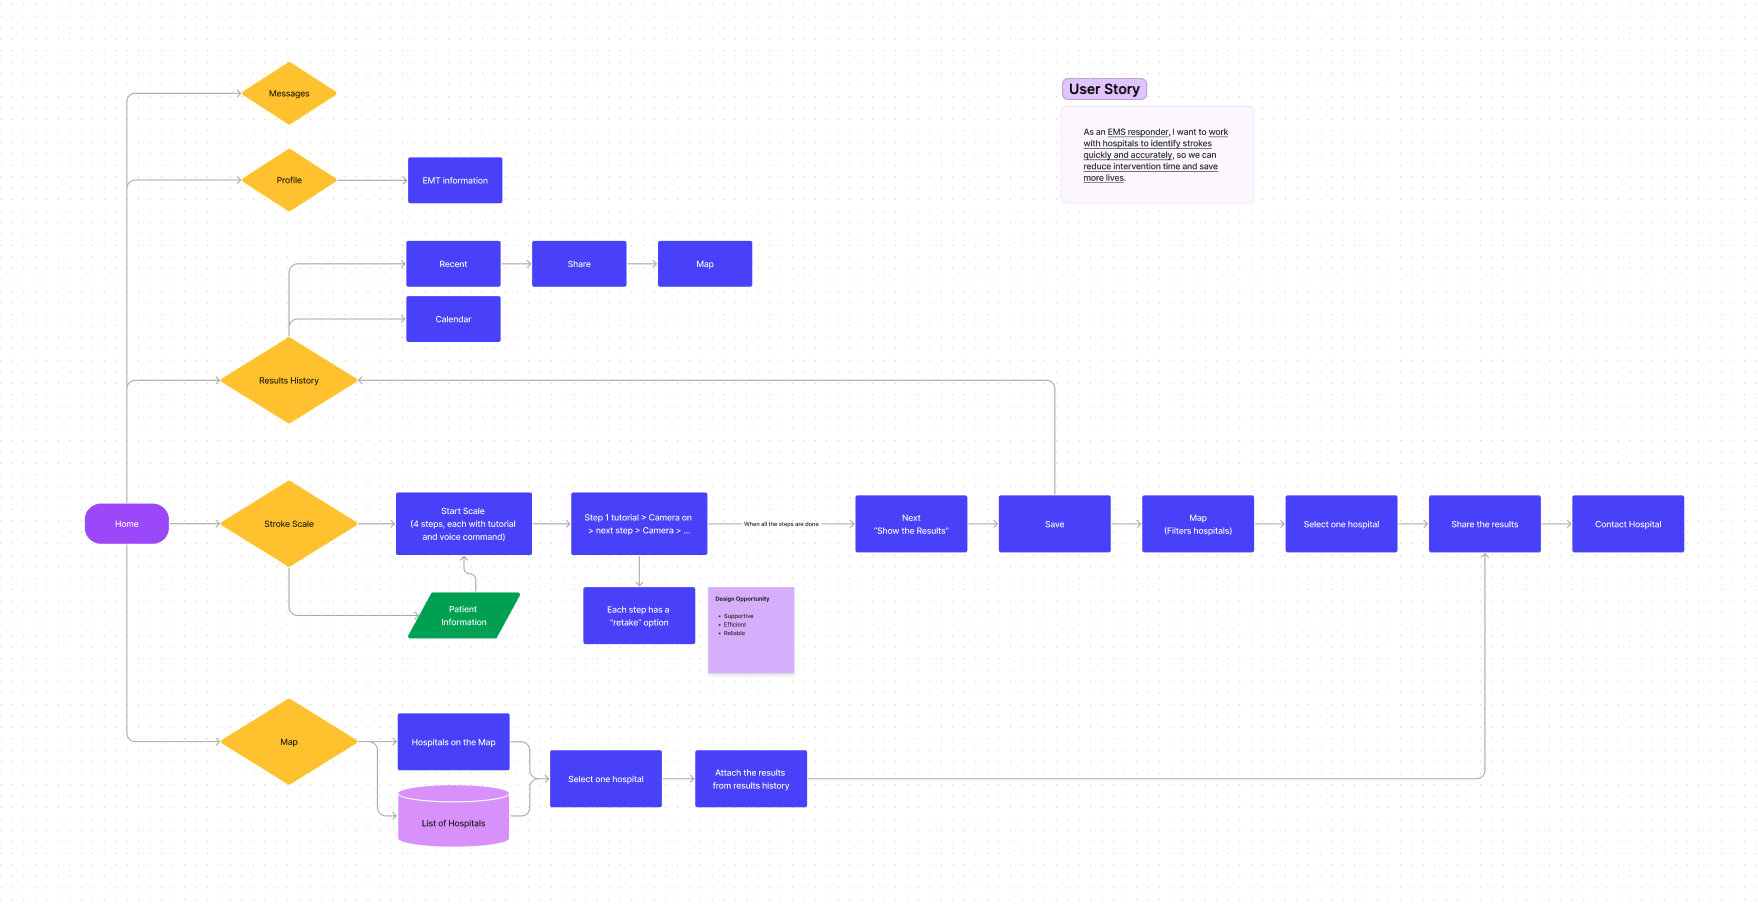 Messages
User Story
As an EMS responder, I want to work
with hospitals to identify strokes
quickly and accurately, so we can
reduce intervention time and save
more lives.
Profile
EMT information
Recent
Share
Map
Calendar
Results History
Home
Stroke Scale
Start Scale
(4 steps, each with tutorial
and voice command)
Step 1 tutorial > Camera on
> next step > Camera > ...
When all the steps are done
Next
“Show the Results”
Save
Map
(Filters hospitals)
Select one hospital
Share the results
Contact Hospital
Patient
Information
Each step has a
“retake” option
Design Opportunity
• Supportive
• Efficient
• Reliable
Map
Hospitals on the Map
List of Hospitals
Select one hospital
Attach the results
from results history